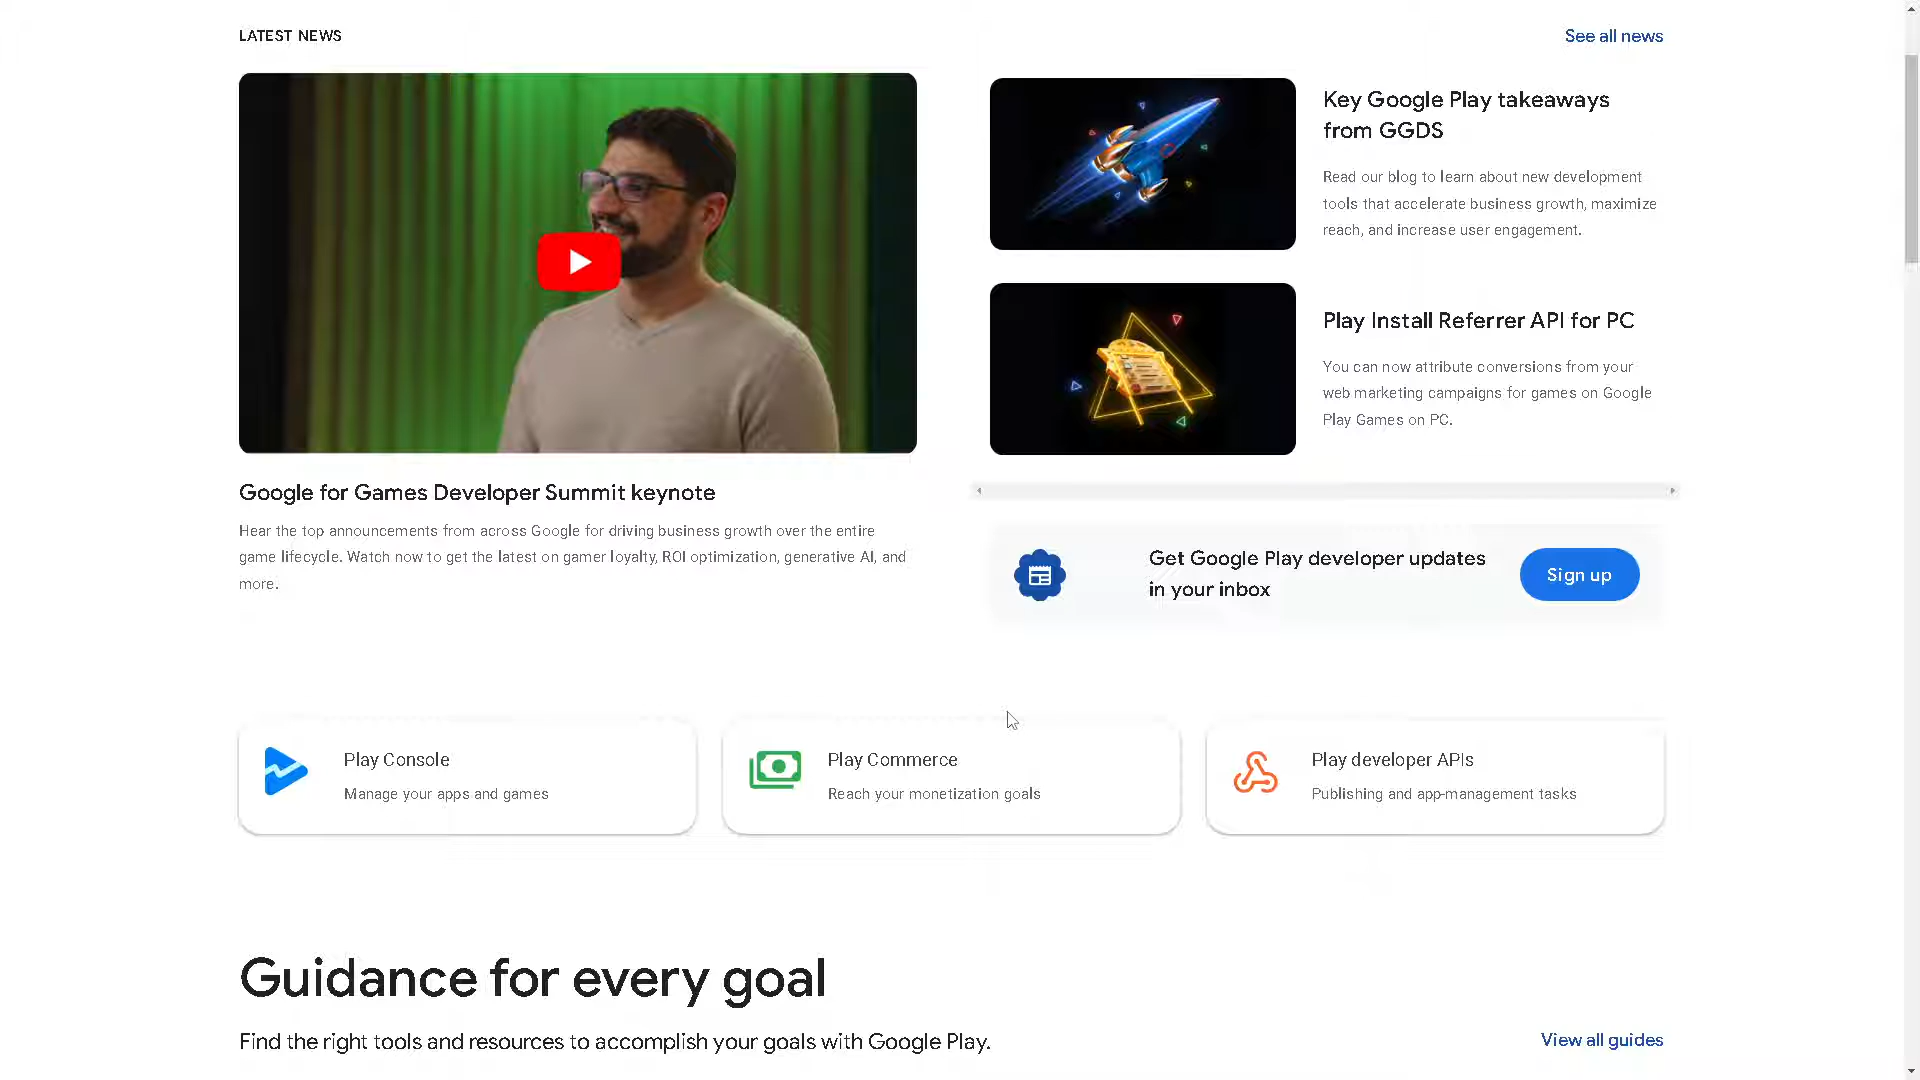 LATEST NEWS
See all news
Key Google Play takeaways
from GGDS
Read our blog to learn about new development
tools that accelerate business growth, maximize
reach, and increase user engagement.
Play Install Referrer API for PC
You can now attribute conversions from your
web marketing campaigns for games on Google
Play Games on PC.
Google for Games Developer Summit keynote
Hear the top announcements from across Google for driving business growth over the entire
game lifecycle. Watch now to get the latest on gamer loyalty, ROI optimization, generative AI, and
more.
Get Google Play developer updates
in your inbox
Sign up
Play Console
Manage your apps and games
Play Commerce
Reach your monetization goals
Play developer APIs
Publishing and app-management tasks
Guidance for every goal
Find the right tools and resources to accomplish your goals with Google Play.
View all guides